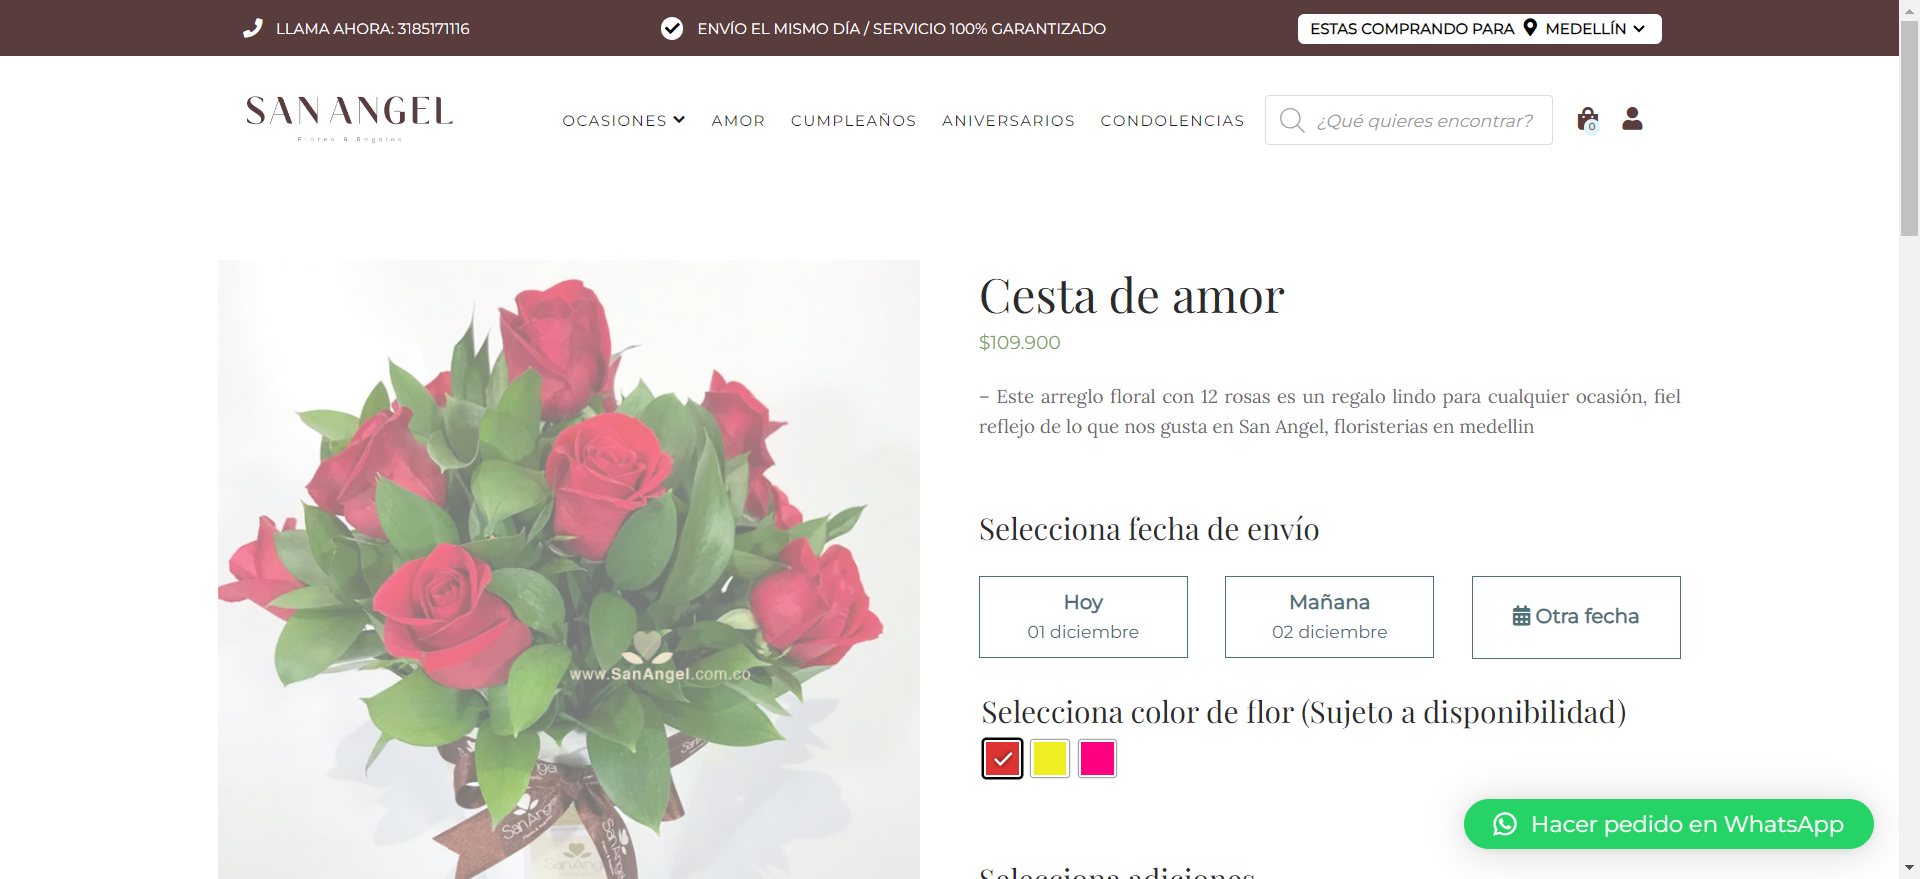 LLAMA AHORA: 3185171116
ENVÍO EL MISMO DÍA / SERVICIO 100% GARANTIZADO
ESTAS COMPRANDO PARA MEDELLÍN
SAN ANGEL
Flores & Regalos
OCASIONES
AMOR
CUMPLEAÑOS
ANIVERSARIOS
CONDOLENCIAS
¿Qué quieres encontrar?
0
www.SanAngel.com.co
SanAngel
SanAngel
Cesta de amor
$109.900
– Este arreglo floral con 12 rosas es un regalo lindo para cualquier ocasión, fiel
reflejo de lo que nos gusta en San Angel, floristerias en medellin
Selecciona fecha de envío
Hoy
01 diciembre
Mañana
02 diciembre
Otra fecha
Selecciona color de flor (Sujeto a disponibilidad)
Hacer pedido en WhatsApp
Selecciona adiciones